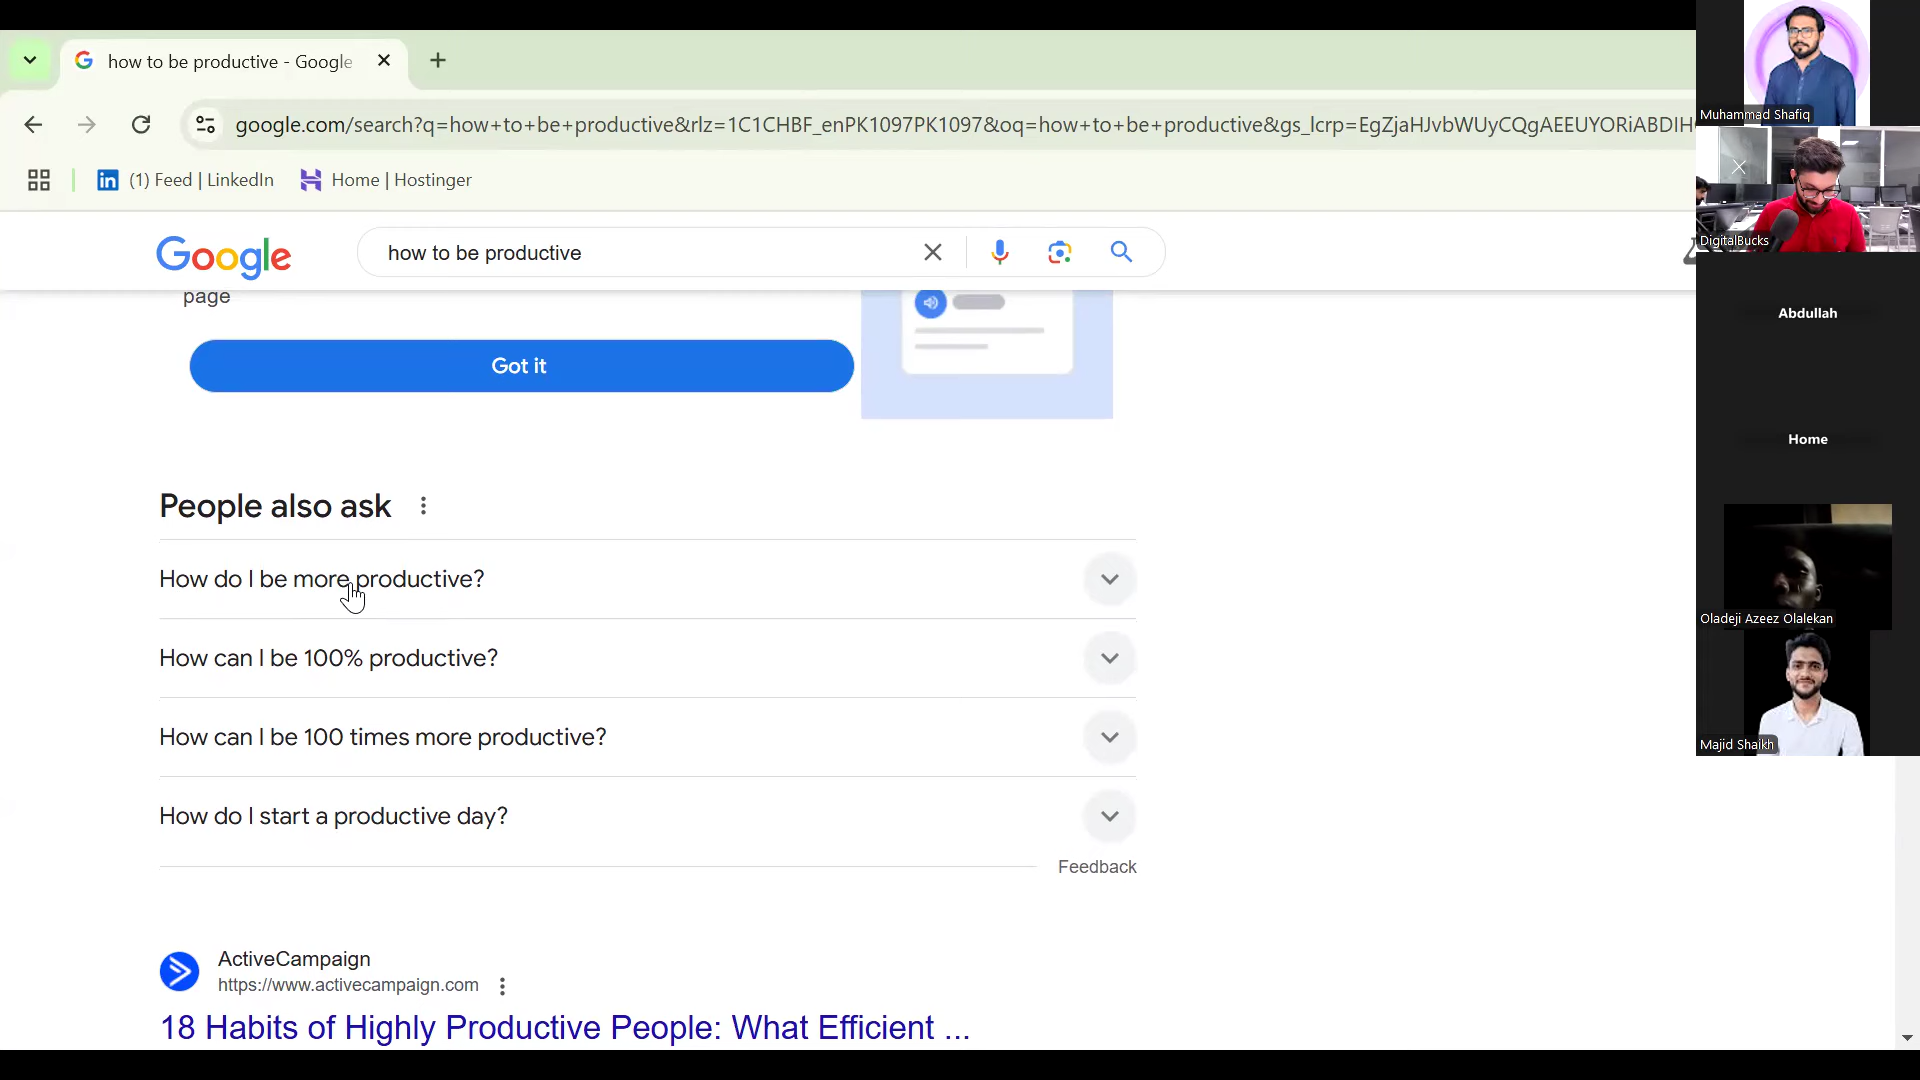 how to be productive - Google
google.com/search?q=how+to+be+productive&rlz=1C1CHBF_enPK1097PK1097&oq=how+to+be+productive&gs_lcrp=EgZjaHJvbWUyCQgAEEUYORiABDIH
(1) Feed | LinkedIn
Home | Hostinger
Google
how to be productive
page
Got it
People also ask
How do I be more productive?
How can I be 100% productive?
How can I be 100 times more productive?
How do I start a productive day?
Feedback
ActiveCampaign
https://www.activecampaign.com
18 Habits of Highly Productive People: What Efficient ...
Muhammad Shafiq
DigitalBucks
Abdullah
Home
Oladeji Azeez Olalekan
Majid Shaikh